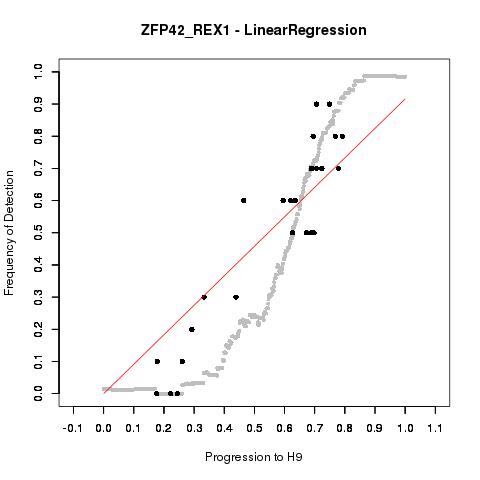 ZFP42_REX1 - LinearRegression
1.0
0.9
0.8
0.7
0.6
0.5
0.4
0.3
0.2
0.1
0.0
Frequency of Detection
-0.1 0.0 0.1 0.2 0.3 0.4 0.5 0.6 0.7 0.8 0.9 1.0 1.1
Progression to H9